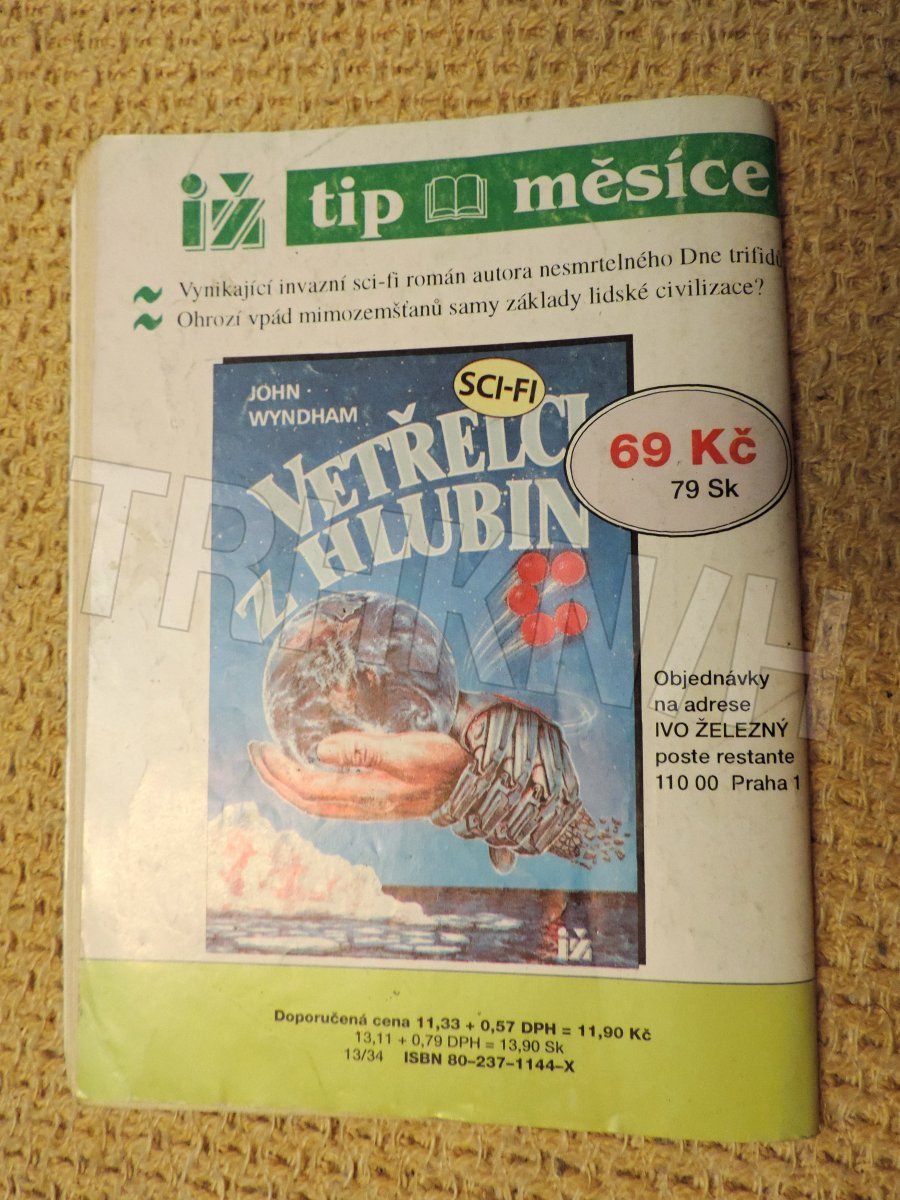 iž tip měsíce
~ Vynikající invazní sci-fi román autora nesmrtelného Dne trifidů
~ Ohrozí vpád mimozemšťanů samy základy lidské civilizace?
JOHN
WYNDHAM
SCI-FI
VETŘELCI
Z HLUBIN
69 Kč
79 Sk
Objednávky
na adrese
IVO ŽELEZNÝ
poste restante
110 00 Praha 1
iž
Doporučená cena 11,33 + 0,57 DPH = 11,90 Kč
13,11 + 0,79 DPH = 13,90 Sk
13/34 ISBN 80–237–1144–X
TRHKNIH